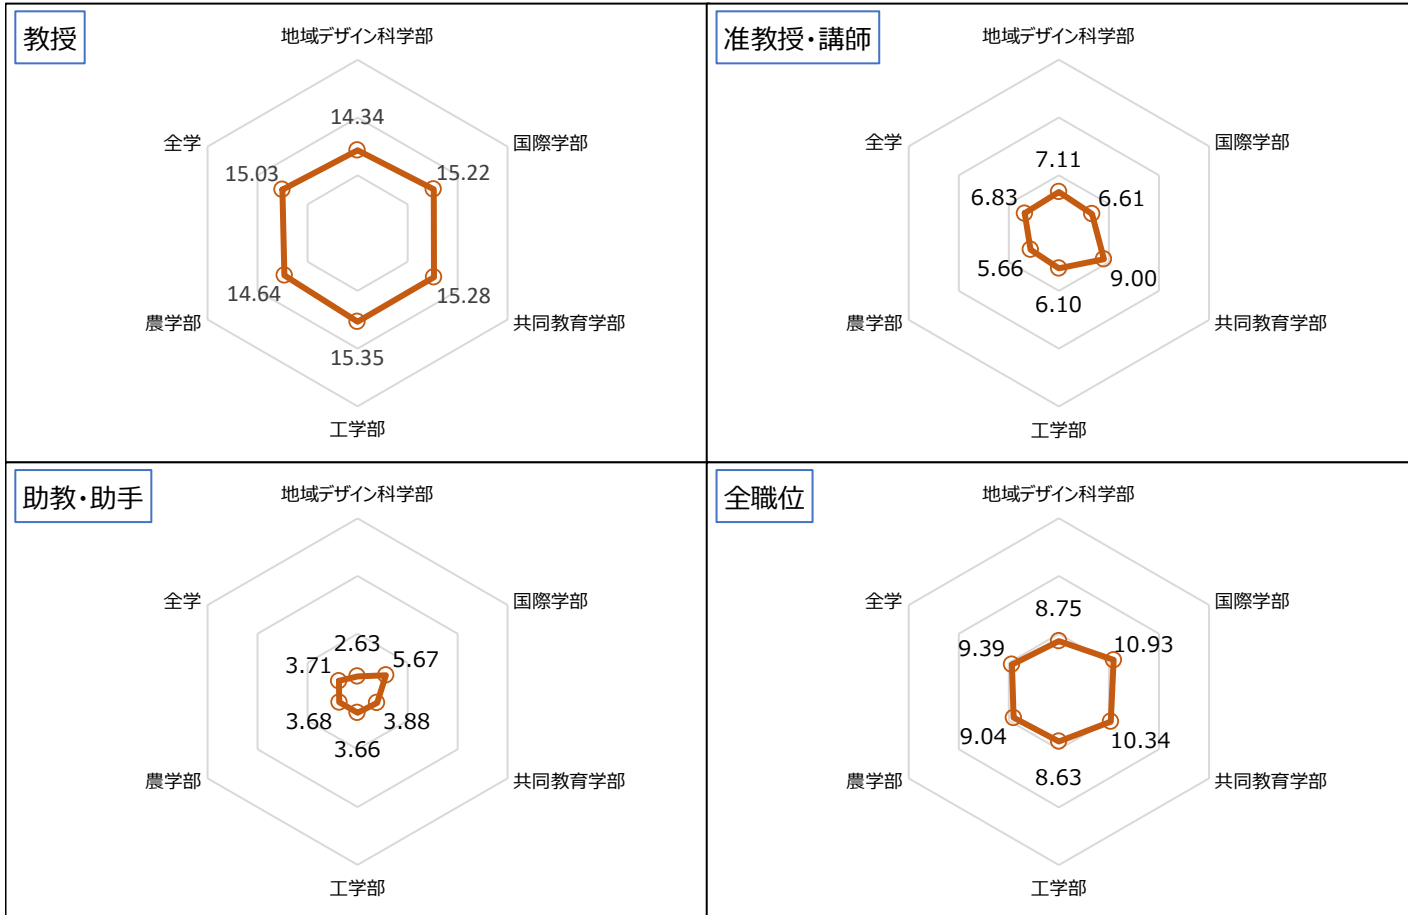 教授
地域デザイン科学部
14.34
全学
国際学部
15.03
15.22
14.64
15.28
農学部
共同教育学部
15.35
工学部
准教授・講師
地域デザイン科学部
7.11
全学
国際学部
6.83
6.61
5.66
9.00
6.10
農学部
共同教育学部
工学部
助教・助手
地域デザイン科学部
全学
国際学部
2.63
3.71
5.67
3.68
3.88
3.66
農学部
共同教育学部
工学部
全職位
地域デザイン科学部
全学
国際学部
8.75
9.39
10.93
9.04
10.34
8.63
農学部
共同教育学部
工学部